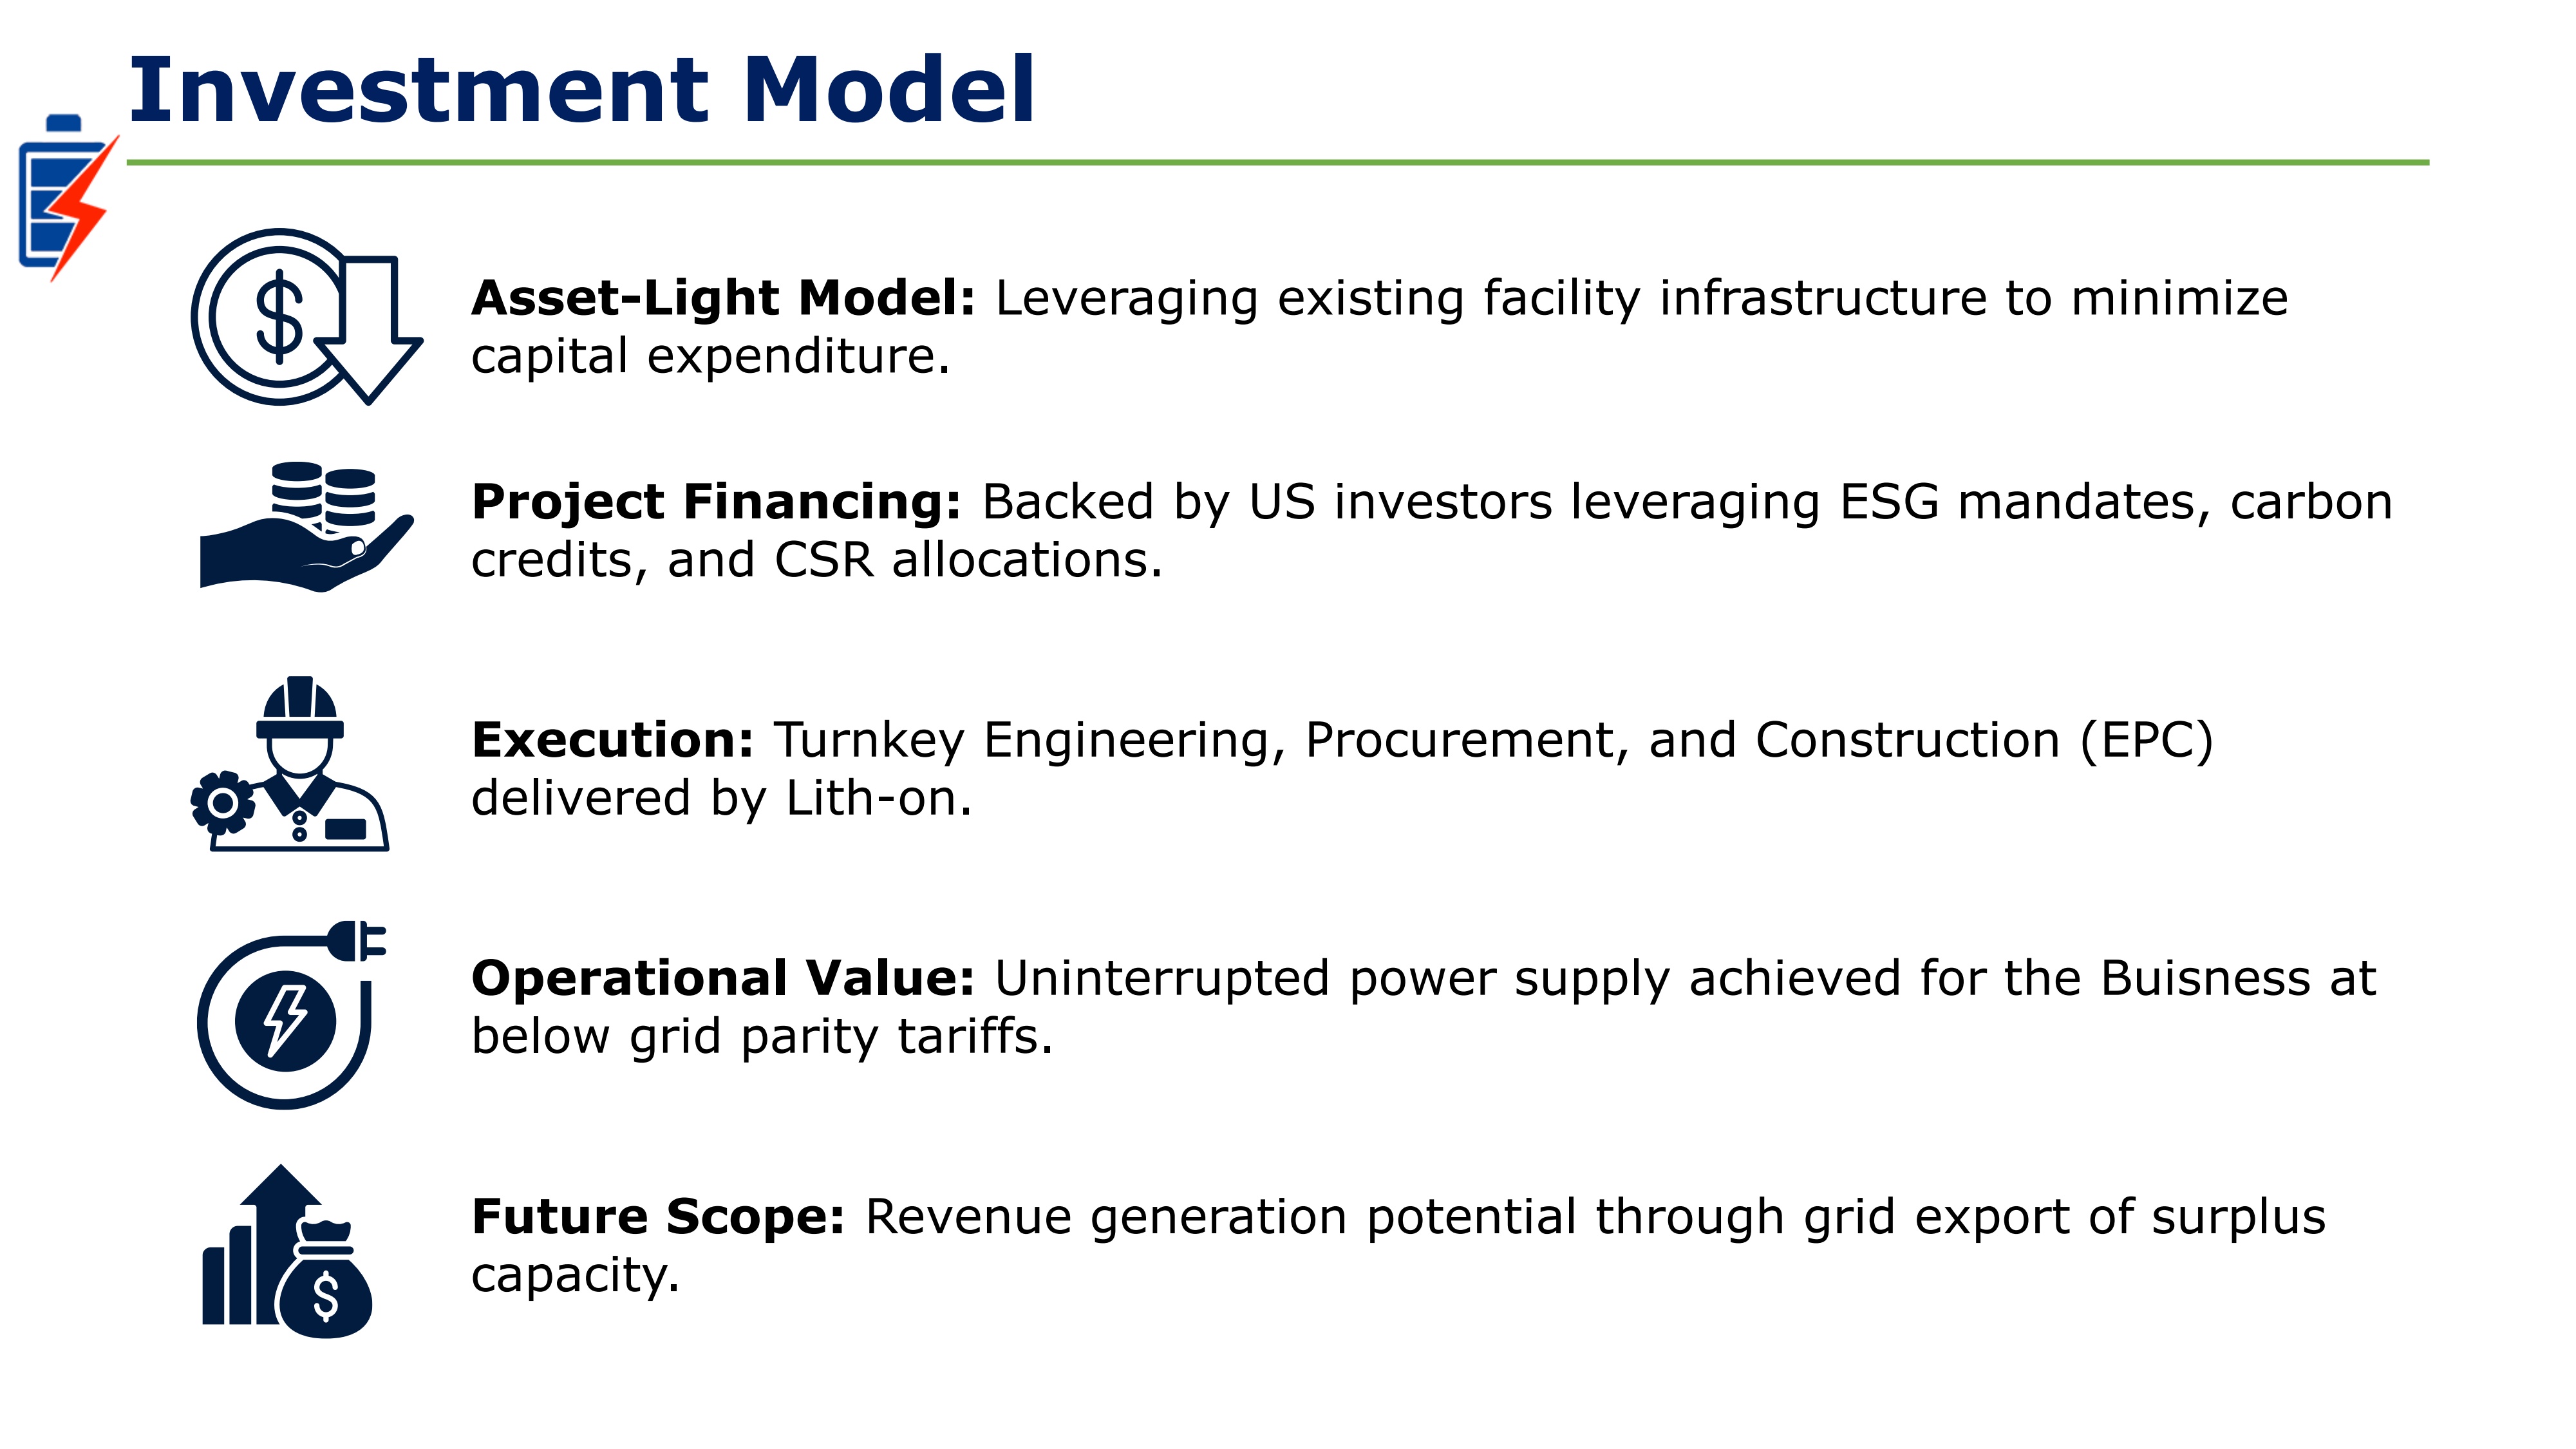 Investment Model
Asset-Light Model: Leveraging existing facility infrastructure to minimize
capital expenditure.
Project Financing: Backed by US investors leveraging ESG mandates, carbon
credits, and CSR allocations.
Execution: Turnkey Engineering, Procurement, and Construction (EPC)
delivered by Lith-on.
Operational Value: Uninterrupted power supply achieved for the Buisness at
below grid parity tariffs.
Future Scope: Revenue generation potential through grid export of surplus
capacity.